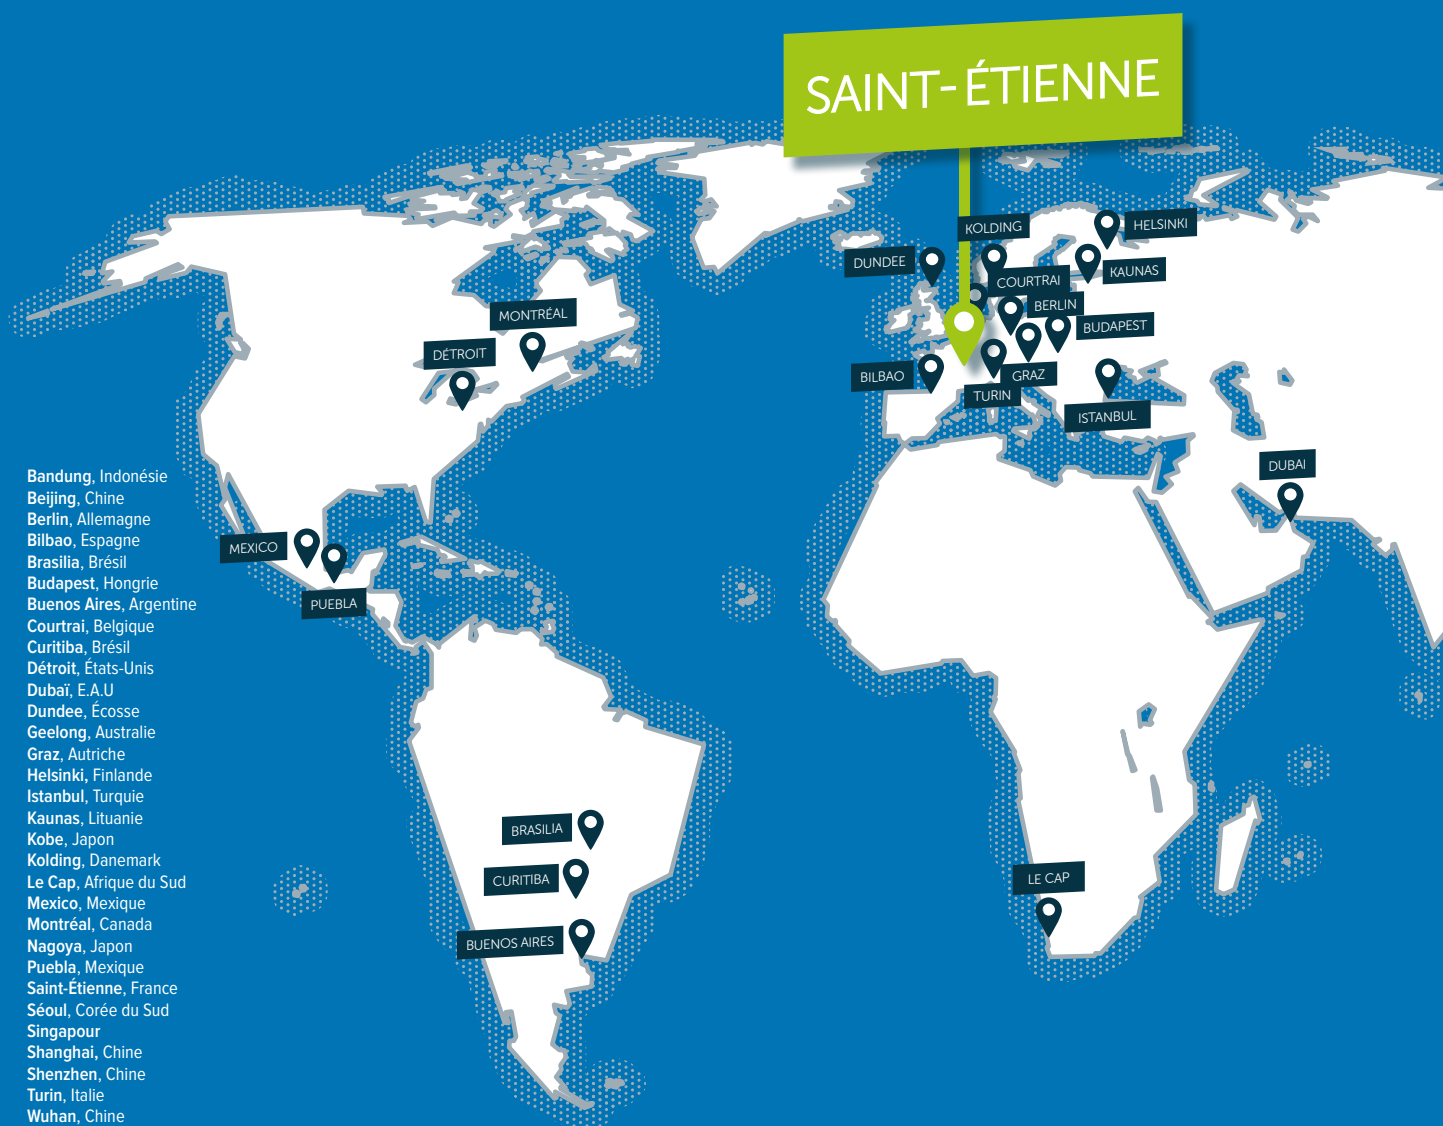 SAINT-ÉTIENNE
KOLDING
HELSINKI
DUNDEE
COURTRAI
KAUNAS
BERLIN
MONTRÉAL
BUDAPEST
DÉTROIT
BILBAO
GRAZ
TURIN
ISTANBUL
DUBAI
MEXICO
PUEBLA
BRASILIA
CURITIBA
LE CAP
BUENOS AIRES
Bandung, Indonésie
Beijing, Chine
Berlin, Allemagne
Bilbao, Espagne
Brasilia, Brésil
Budapest, Hongrie
Buenos Aires, Argentine
Courtrai, Belgique
Curitiba, Brésil
Détroit, États-Unis
Dubaï, E.A.U
Dundee, Écosse
Geelong, Australie
Graz, Autriche
Helsinki, Finlande
Istanbul, Turquie
Kaunas, Lituanie
Kobe, Japon
Kolding, Danemark
Le Cap, Afrique du Sud
Mexico, Mexique
Montréal, Canada
Nagoya, Japon
Puebla, Mexique
Saint-Étienne, France
Séoul, Corée du Sud
Singapour
Shanghai, Chine
Shenzhen, Chine
Turin, Italie
Wuhan, Chine